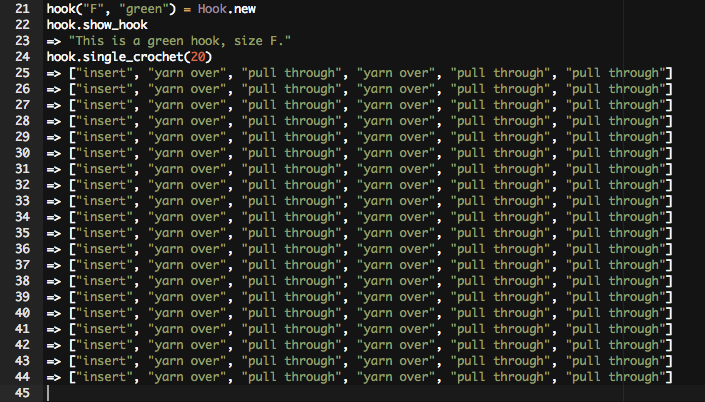 21 hook("F", "green") = Hook.new
22 hook.show_hook
23 => "This is a green hook, size F."
24 hook.single_crochet(20)
25 => ["insert", "yarn over", "pull through", "yarn over", "pull through", "pull through"]
26 => ["insert", "yarn over", "pull through", "yarn over", "pull through", "pull through"]
27 => ["insert", "yarn over", "pull through", "yarn over", "pull through", "pull through"]
28 => ["insert", "yarn over", "pull through", "yarn over", "pull through", "pull through"]
29 => ["insert", "yarn over", "pull through", "yarn over", "pull through", "pull through"]
30 => ["insert", "yarn over", "pull through", "yarn over", "pull through", "pull through"]
31 => ["insert", "yarn over", "pull through", "yarn over", "pull through", "pull through"]
32 => ["insert", "yarn over", "pull through", "yarn over", "pull through", "pull through"]
33 => ["insert", "yarn over", "pull through", "yarn over", "pull through", "pull through"]
34 => ["insert", "yarn over", "pull through", "yarn over", "pull through", "pull through"]
35 => ["insert", "yarn over", "pull through", "yarn over", "pull through", "pull through"]
36 => ["insert", "yarn over", "pull through", "yarn over", "pull through", "pull through"]
37 => ["insert", "yarn over", "pull through", "yarn over", "pull through", "pull through"]
38 => ["insert", "yarn over", "pull through", "yarn over", "pull through", "pull through"]
39 => ["insert", "yarn over", "pull through", "yarn over", "pull through", "pull through"]
40 => ["insert", "yarn over", "pull through", "yarn over", "pull through", "pull through"]
41 => ["insert", "yarn over", "pull through", "yarn over", "pull through", "pull through"]
42 => ["insert", "yarn over", "pull through", "yarn over", "pull through", "pull through"]
43 => ["insert", "yarn over", "pull through", "yarn over", "pull through", "pull through"]
44 => ["insert", "yarn over", "pull through", "yarn over", "pull through", "pull through"]
45